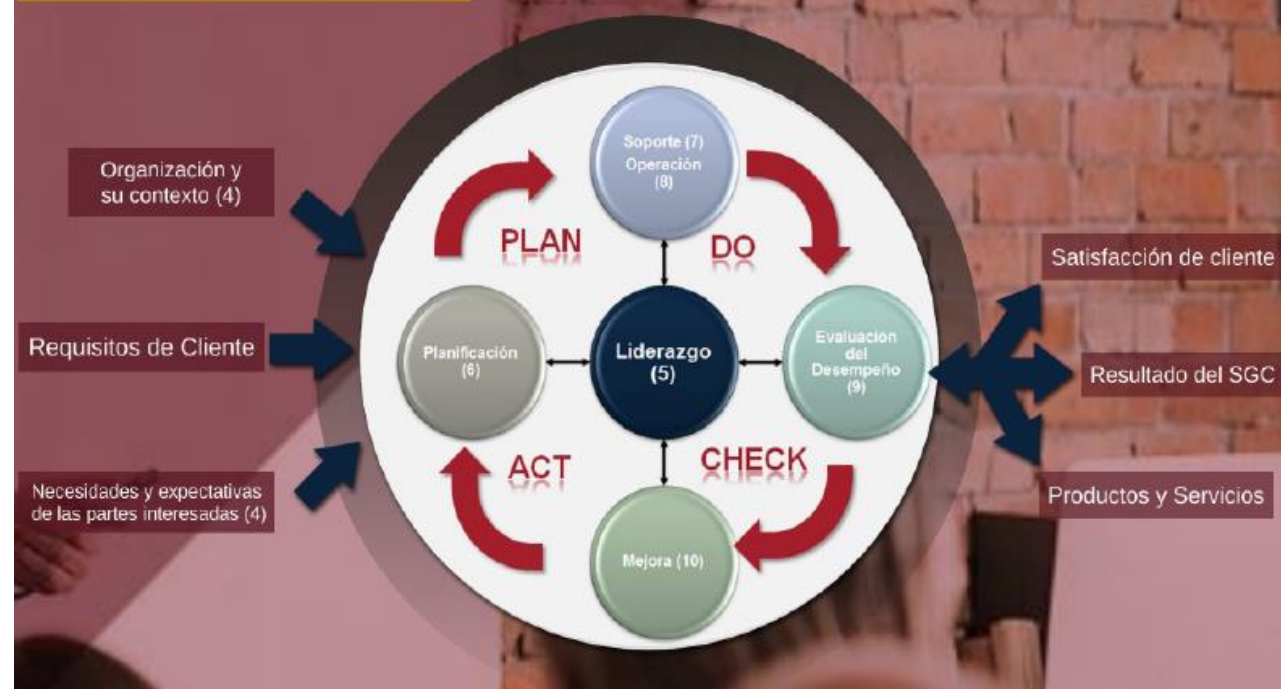 Organización y
su contexto (4)
Requisitos de Cliente
Necesidades y expectativas
de las partes interesadas (4)
Soporte (7)
Operación
(8)
PLAN
DO
Planificación
(6)
Liderazgo
(5)
Evaluación
del
Desempeño
(9)
ACT
CHECK
Mejora (10)
Satisfacción de cliente
Resultado del SGC
Productos y Servicios